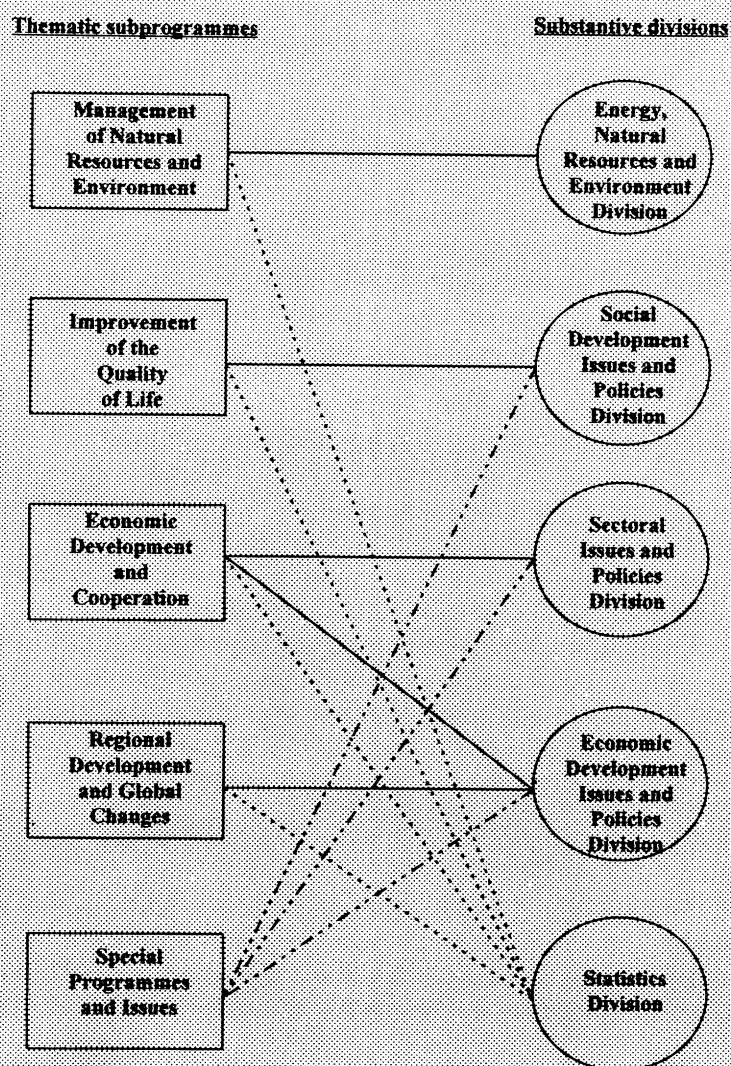 Thematic subprogrammes
Substantive divisions
Management
of Natural
Resources and
Environment
Energy,
Natural
Resources and
Environment
Division
Improvement
of the
Quality
of Life
Social
Development
Issues and
Policies
Division
Economic
Development
and
Cooperation
Sectoral
Issues and
Policies
Division
Regional
Development
and Global
Changes
Economic
Development
Issues and
Policies
Division
Special
Programmes
and Issues
Statistics
Division